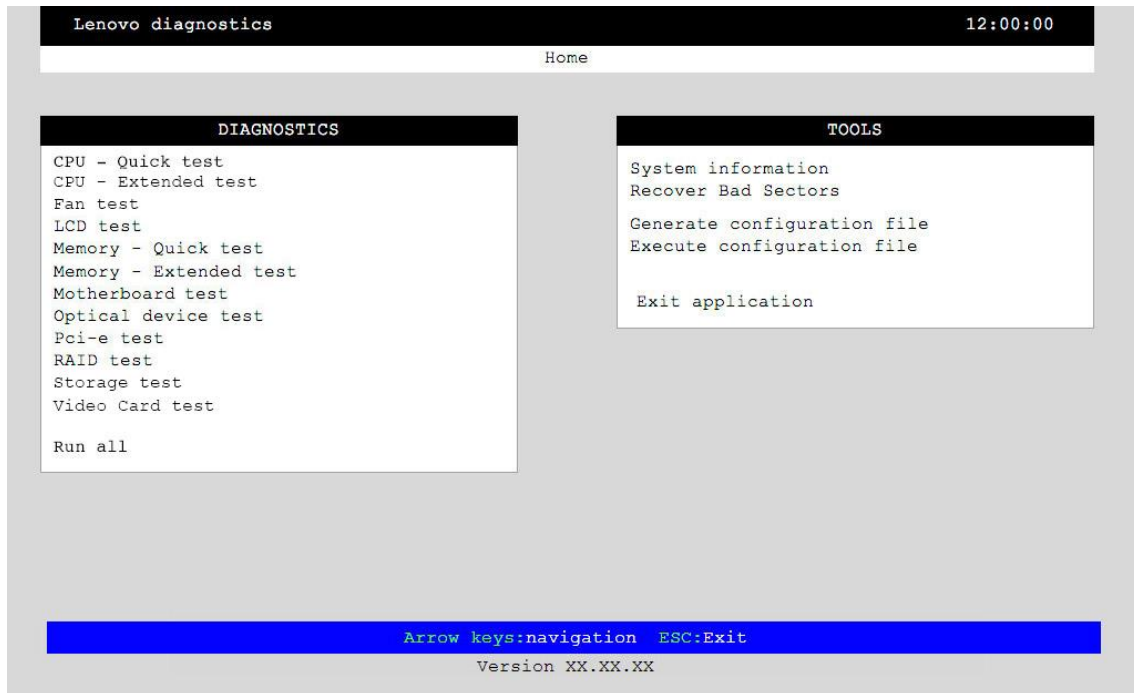 Lenovo diagnostics 12:00:00
Home
DIAGNOSTICS
CPU - Quick test
CPU - Extended test
Fan test
LCD test
Memory - Quick test
Memory - Extended test
Motherboard test
Optical device test
Pci-e test
RAID test
Storage test
Video Card test
Run all
TOOLS
System information
Recover Bad Sectors
Generate configuration file
Execute configuration file
Exit application
Arrow keys:navigation ESC:Exit
Version XX.XX.XX